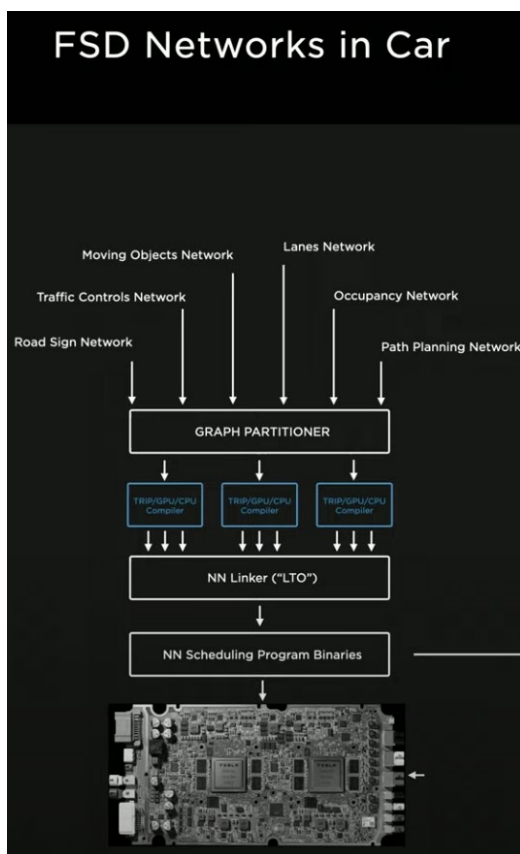 FSD Networks in Car
Lanes Network
Moving Objects Network
Traffic Controls Network
Occupancy Network
Road Sign Network
Path Planning Network
GRAPH PARTITIONER
TRIP/GPU/CPU
Compiler
TRIP/GPU/CPU
Compiler
TRIP/GPU/CPU
Compiler
NN Linker ("LTO")
NN Scheduling Program Binaries
TESLA
TESLA